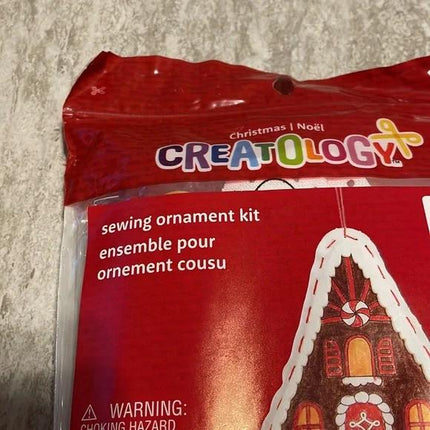 Christmas | Noël
CREATOLOGY
sewing ornament kit
ensemble pour
ornement cousu
⚠ WARNING:
CHOKING HAZARD